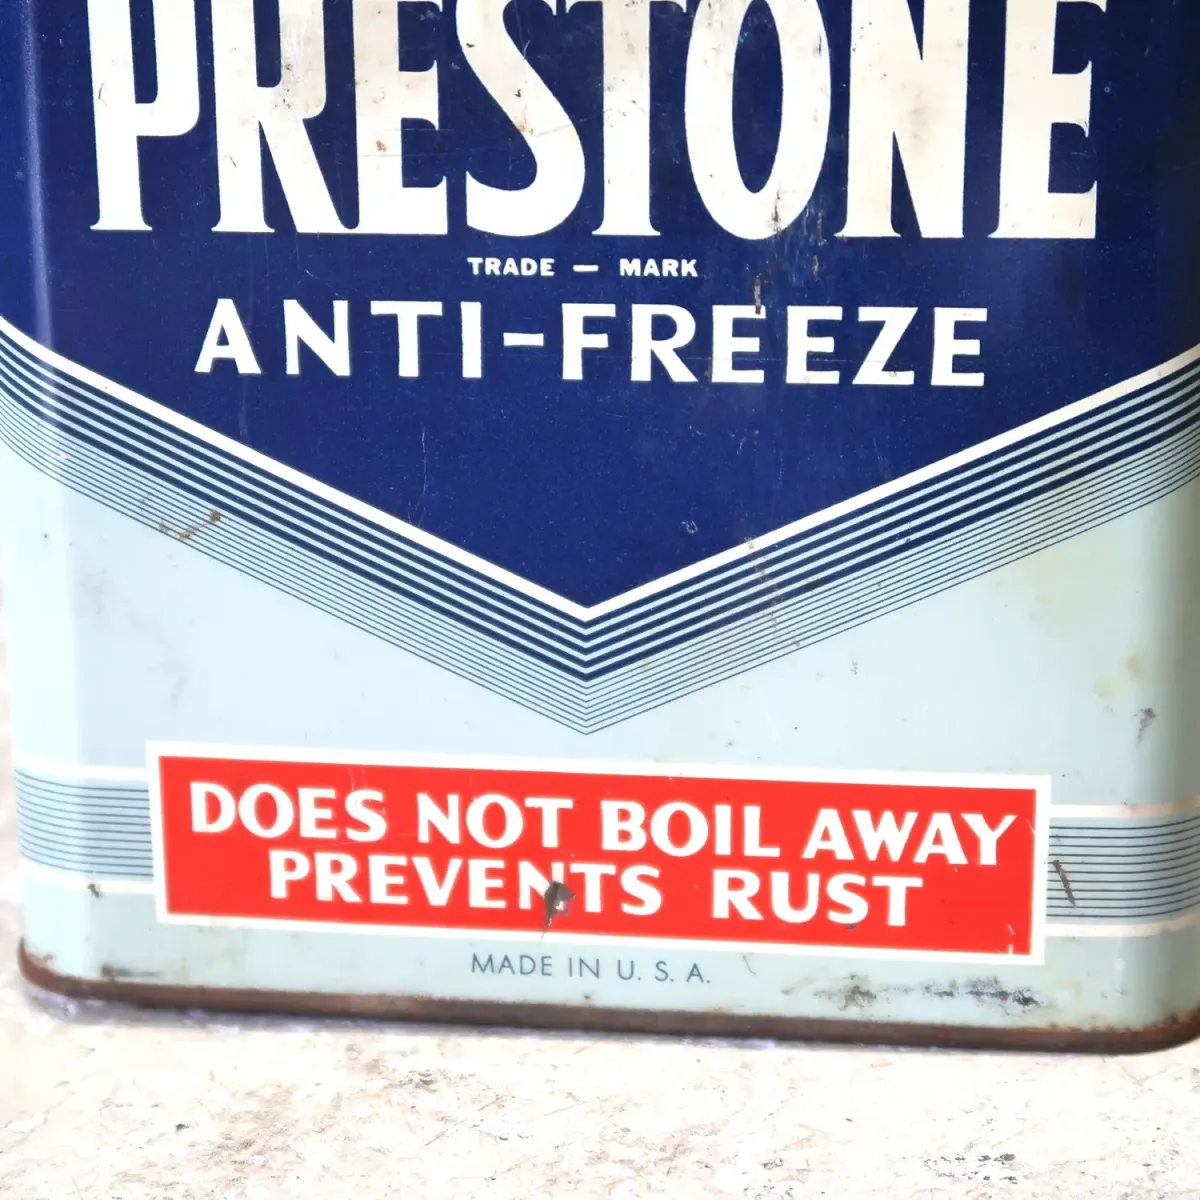 PRESTONE
TRADE — MARK
ANTI-FREEZE
DOES NOT BOIL AWAY
PREVENTS RUST
MADE IN U. S. A.